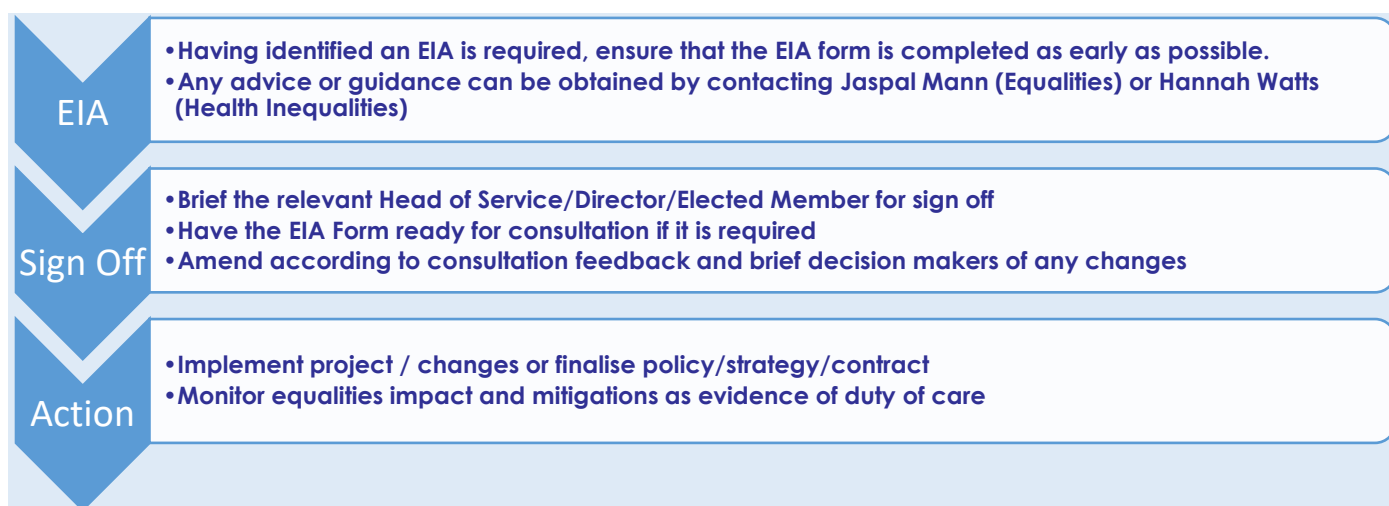 EIA
•Having identified an EIA is required, ensure that the EIA form is completed as early as possible.
•Any advice or guidance can be obtained by contacting Jaspal Mann (Equalities) or Hannah Watts
(Health Inequalities)
Sign Off
•Brief the relevant Head of Service/Director/Elected Member for sign off
•Have the EIA Form ready for consultation if it is required
•Amend according to consultation feedback and brief decision makers of any changes
Action
•Implement project / changes or finalise policy/strategy/contract
•Monitor equalities impact and mitigations as evidence of duty of care